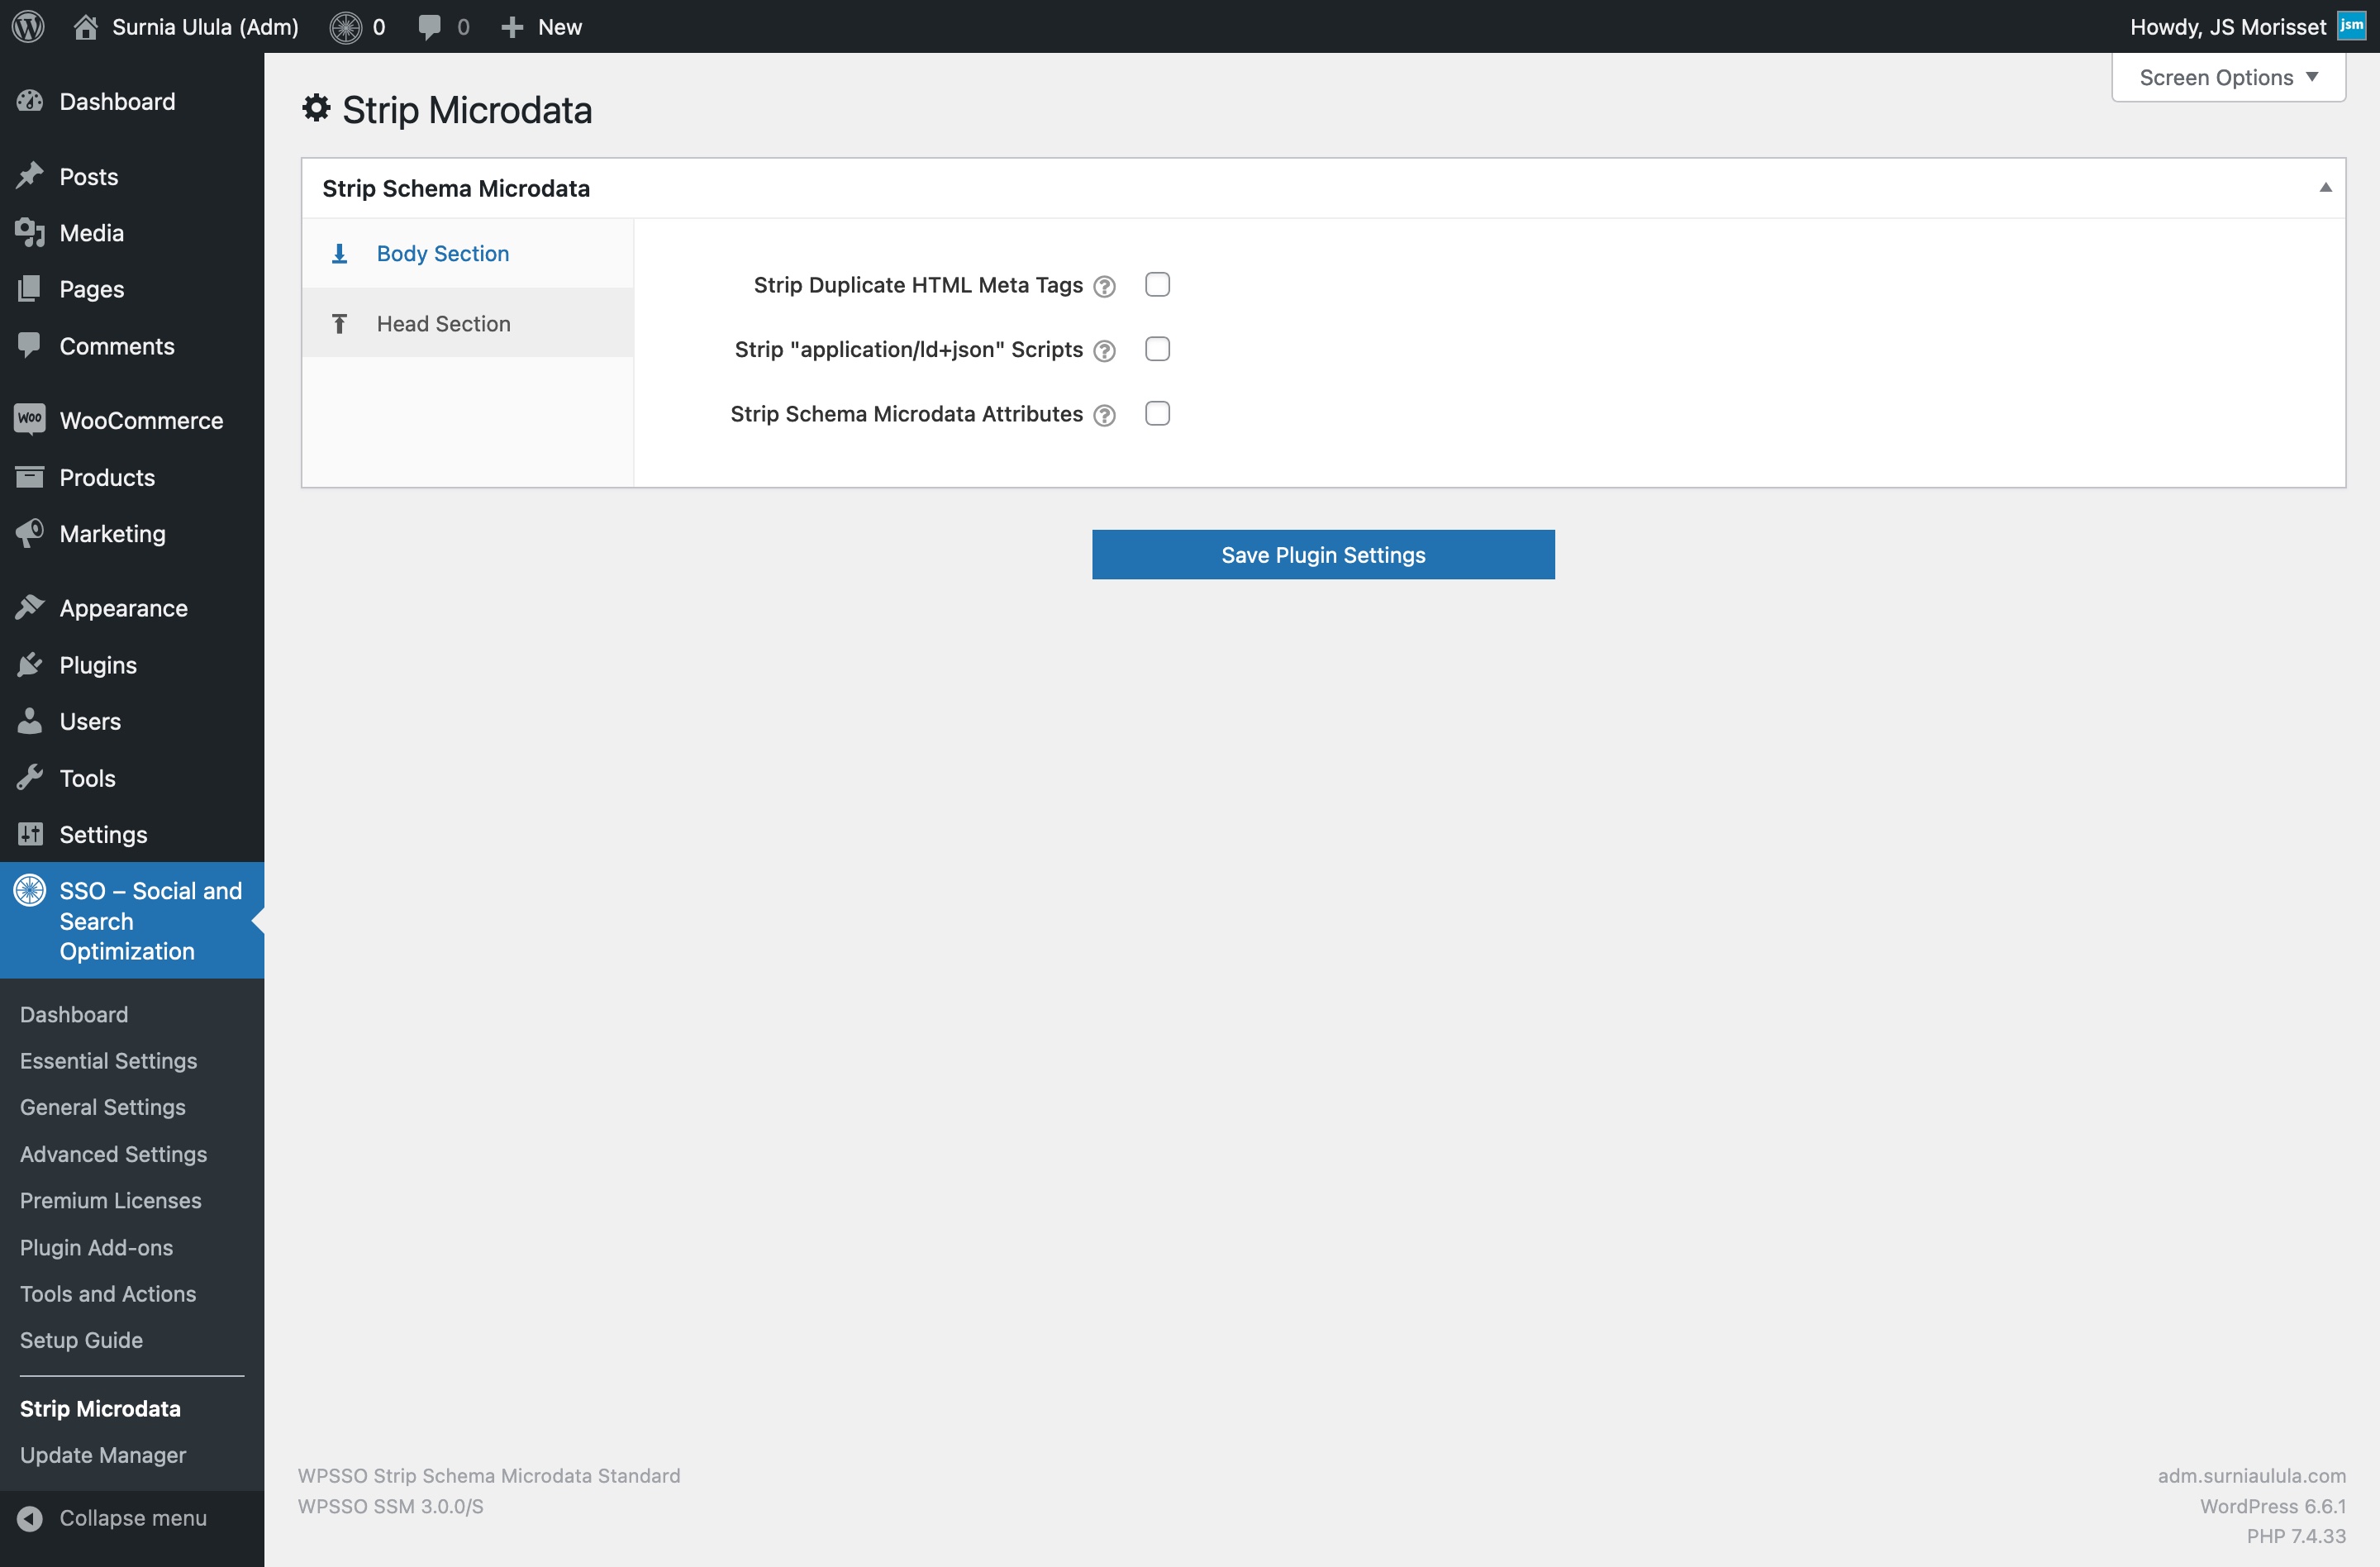 Surnia Ulula (Adm) 0 0 New Howdy, JS Morisset jsm
Screen Options
Dashboard
Posts
Media
Pages
Comments
woo WooCommerce
Products
Marketing
Appearance
Plugins
Users
Tools
Settings
SSO – Social and
Search
Optimization
Dashboard
Essential Settings
General Settings
Advanced Settings
Premium Licenses
Plugin Add-ons
Tools and Actions
Setup Guide
Strip Microdata
Update Manager
Collapse menu
Strip Microdata
Strip Schema Microdata
Body Section
Head Section
Strip Duplicate HTML Meta Tags ?
Strip "application/ld+json" Scripts ?
Strip Schema Microdata Attributes ?
Save Plugin Settings
WPSSO Strip Schema Microdata Standard
WPSSO SSM 3.0.0/S
adm.surniaulula.com
WordPress 6.6.1
PHP 7.4.33